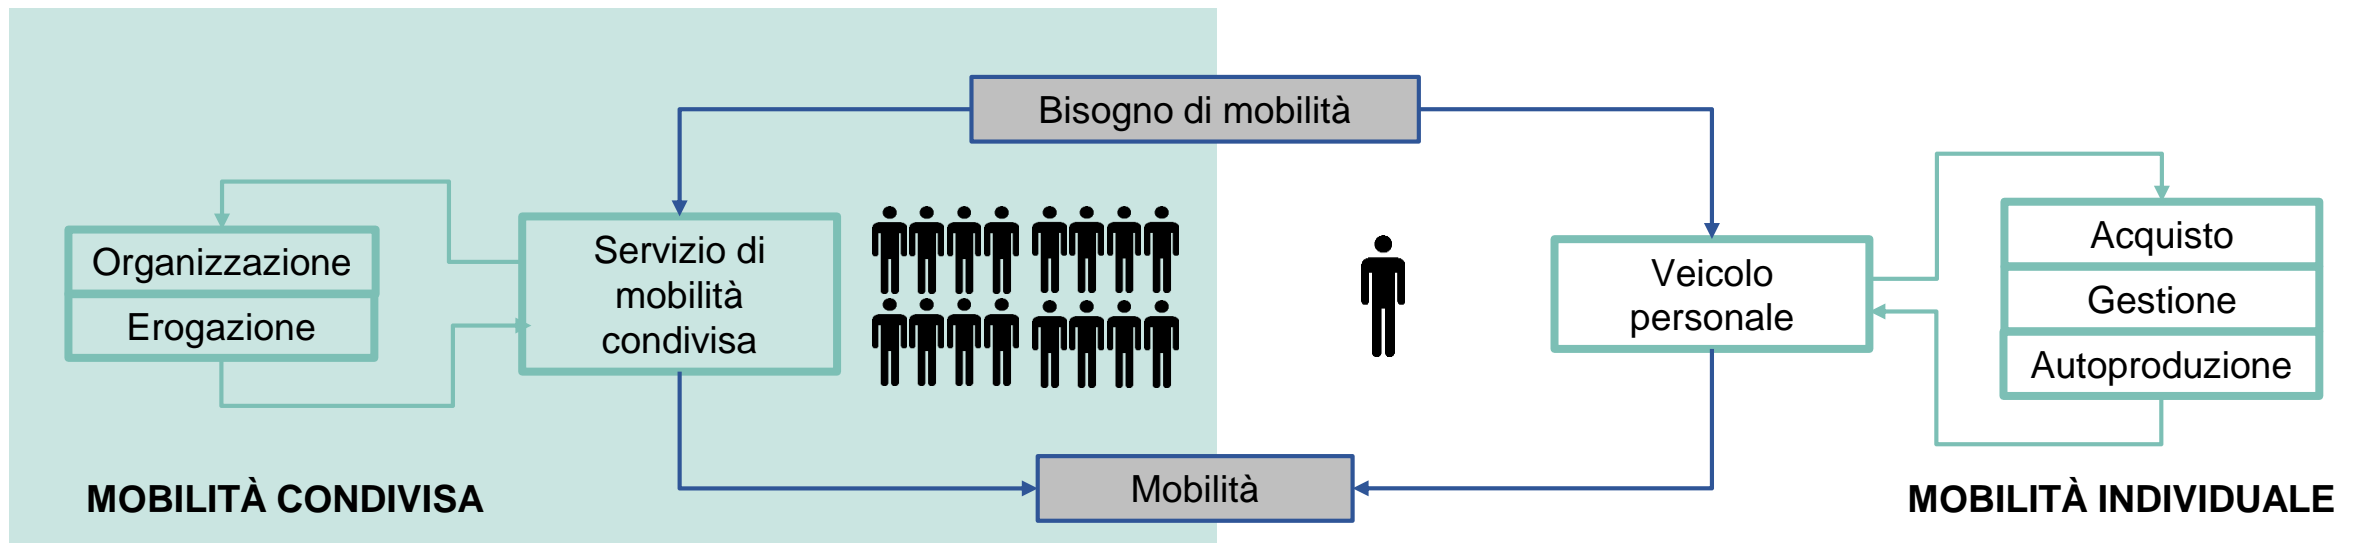 Bisogno di mobilità
Organizzazione
Erogazione
Servizio di
mobilità
condivisa
Veicolo
personale
Acquisto
Gestione
Autoproduzione
Mobilità
MOBILITÀ CONDIVISA
MOBILITÀ INDIVIDUALE